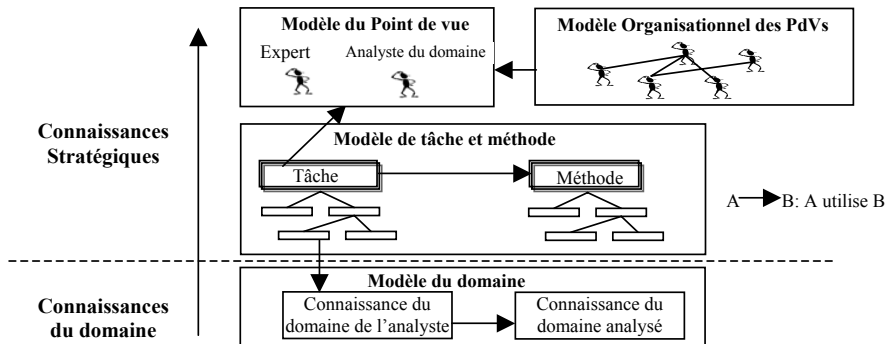 Modèle du Point de vue
Expert
Analyste du domaine
Modèle Organisationnel des PdVs
Connaissances
Stratégiques
Modèle de tâche et méthode
Tâche
Méthode
A
B: A utilise B
Connaissances
du domaine
Modèle du domaine
Connaissance du
domaine de l'analyste
Connaissance du
domaine analysé